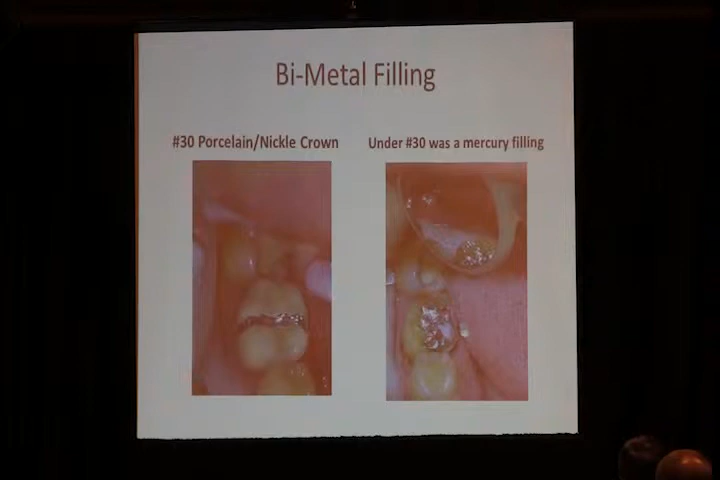 Bi-Metal Filling
#30 Porcelain/Nickle Crown
Under #30 was a mercury filling